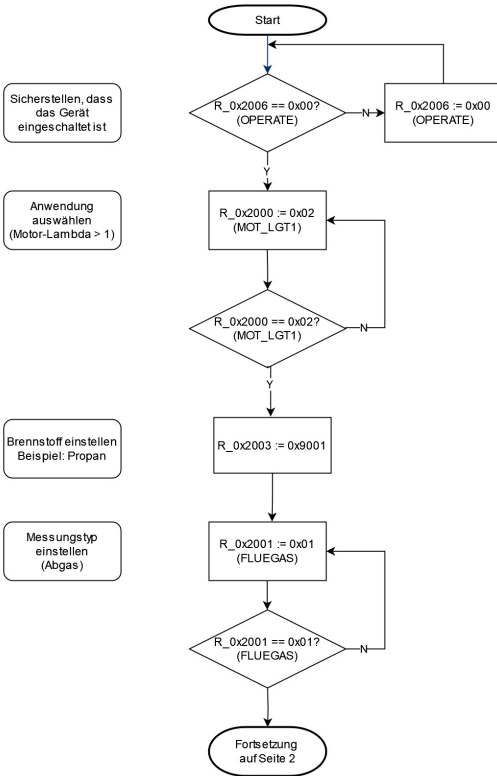 Start
Sicherstellen, dass
das Gerät
eingeschaltet ist
R_0x2006 == 0x00?
(OPERATE)
N
R_0x2006 := 0x00
(OPERATE)
Y
Anwendung
auswählen
(Motor-Lambda > 1)
R_0x2000 := 0x02
(MOT_LGT1)
R_0x2000 == 0x02?
(MOT_LGT1)
N
Y
Brennstoff einstellen
Beispiel: Propan
R_0x2003 := 0x9001
Messungstyp
einstellen
(Abgas)
R_0x2001 := 0x01
(FLUEGAS)
R_0x2001 == 0x01?
(FLUEGAS)
N
Fortsetzung
auf Seite 2